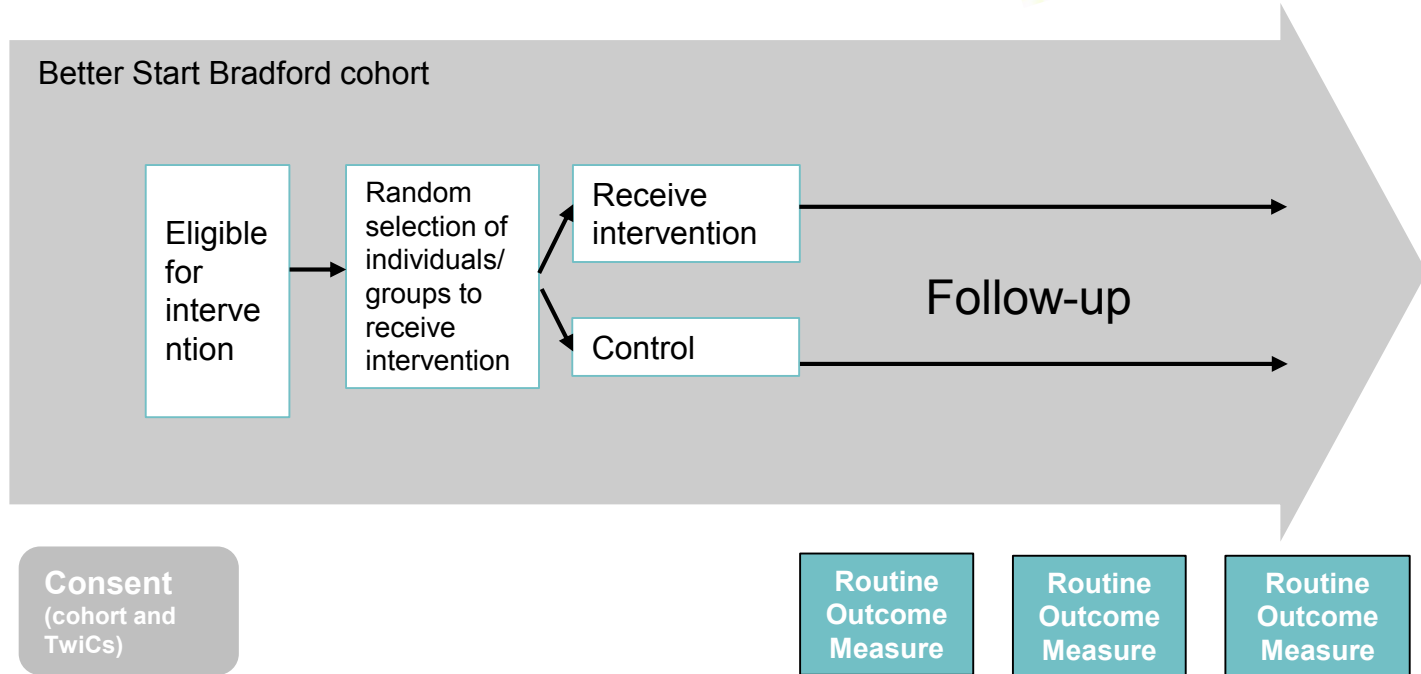 Better Start Bradford cohort
Eligible
for
interve
ntion
Random
selection of
individuals/
groups to
receive
intervention
Receive
intervention
Control
Follow-up
Consent
(cohort and
TwiCs)
Routine
Outcome
Measure
Routine
Outcome
Measure
Routine
Outcome
Measure